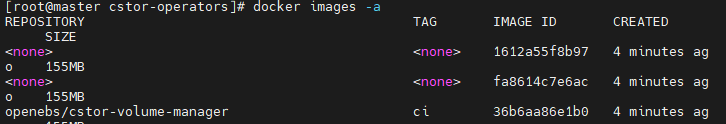 [root@master cstor-operators]# docker images -a
REPOSITORY TAG IMAGE ID CREATED
SIZE
<none> <none> 1612a55f8b97 4 minutes ag
o 155MB
<none> <none> fa8614c7e6ac 4 minutes ag
o 155MB
openebs/cstor-volume-manager ci 36b6aa86e1b0 4 minutes ag
155MB